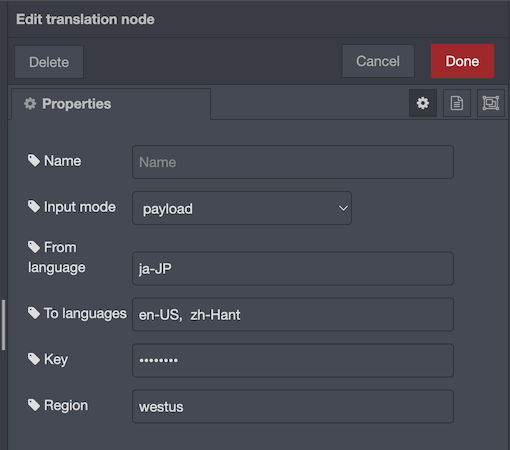 Edit translation node
Delete
Cancel
Done
Properties
Name
Name
Input mode
payload
From
language
ja-JP
To languages
en-US,  zh-Hant
Key
••••••••
Region
westus